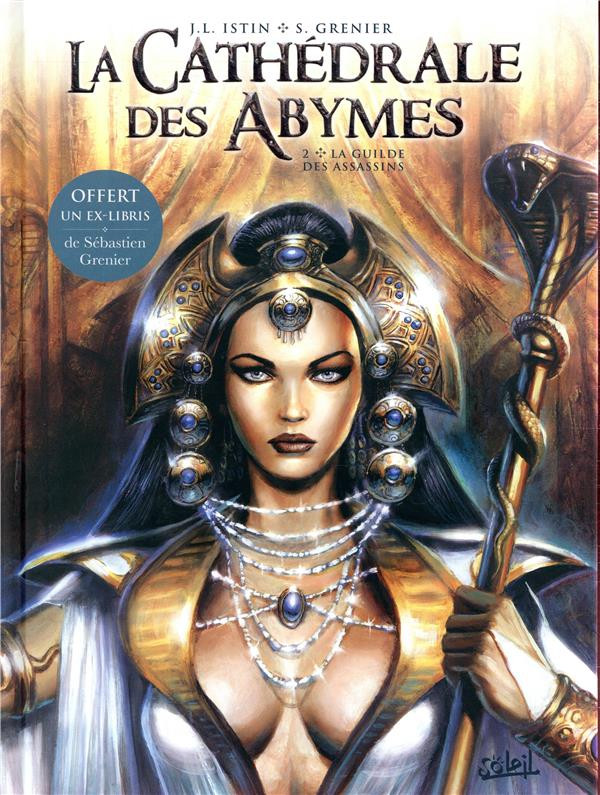 J.L. ISTIN ✣ S. GRENIER
LA CATHÉDRALE
DES ABYMES
2 ✣ LA GUILDE
DES ASSASSINS
OFFERT
UN EX-LIBRIS
de Sébastien
Grenier
SOLEIL